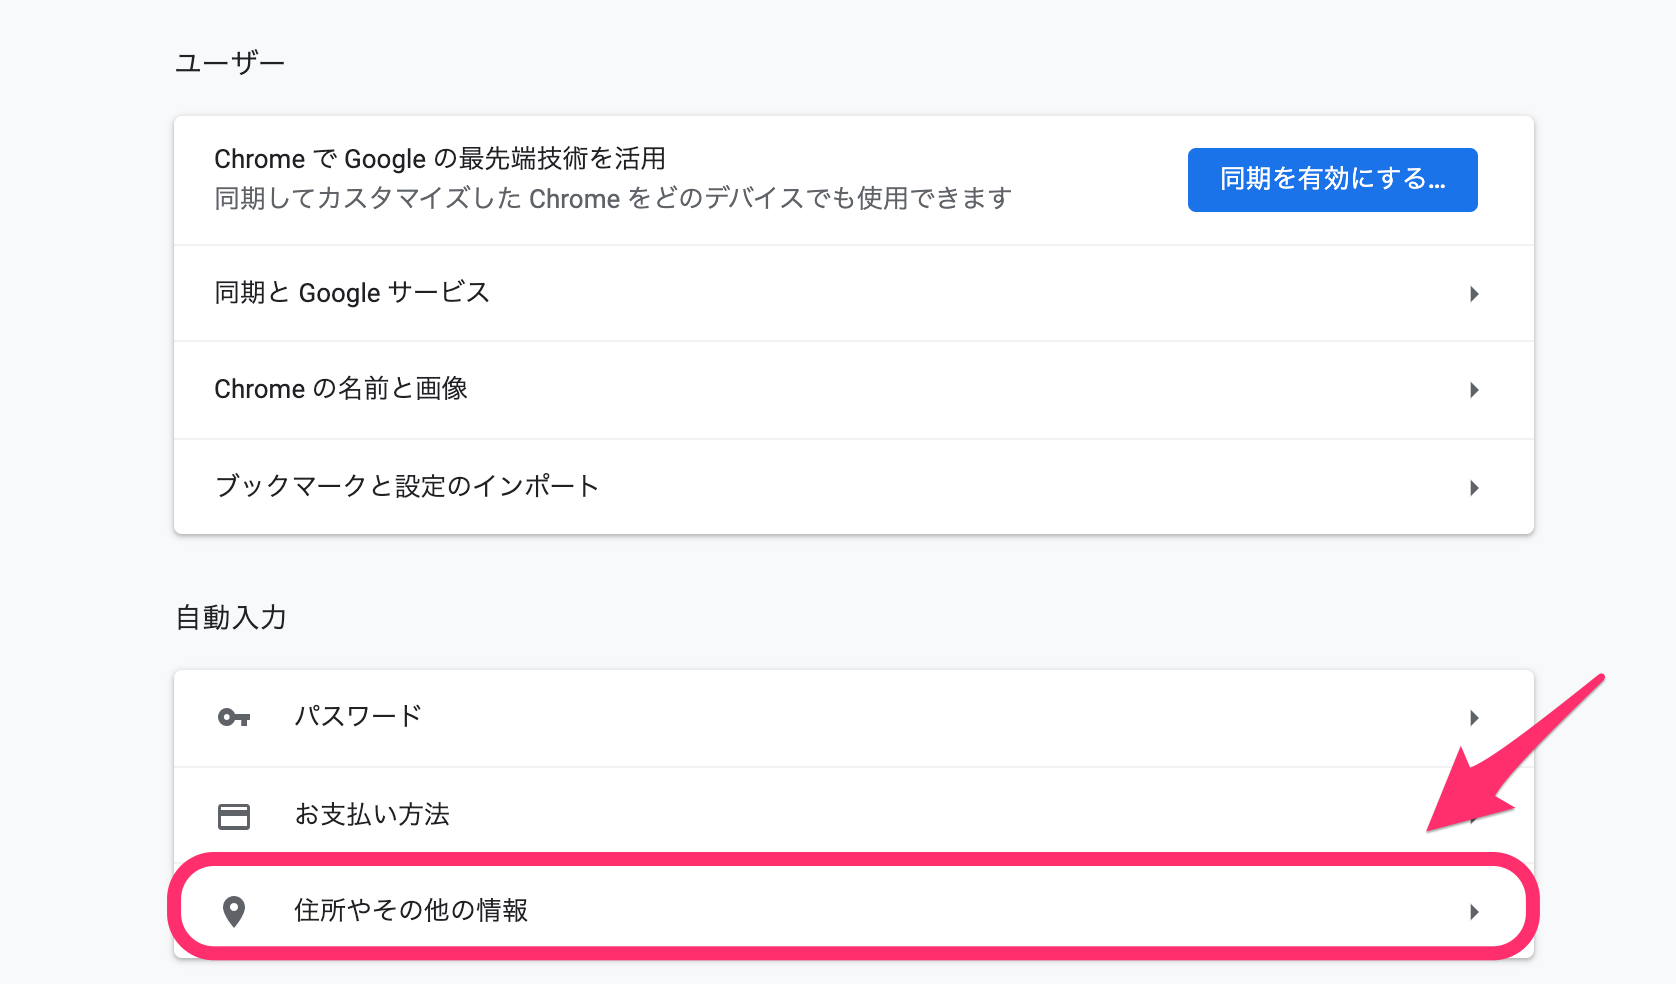 ユーザー
Chrome で Google の最先端技術を活用
同期してカスタマイズした Chrome をどのデバイスでも使用できます
同期を有効にする...
同期と Google サービス
Chrome の名前と画像
ブックマークと設定のインポート
自動入力
パスワード
お支払い方法
住所やその他の情報